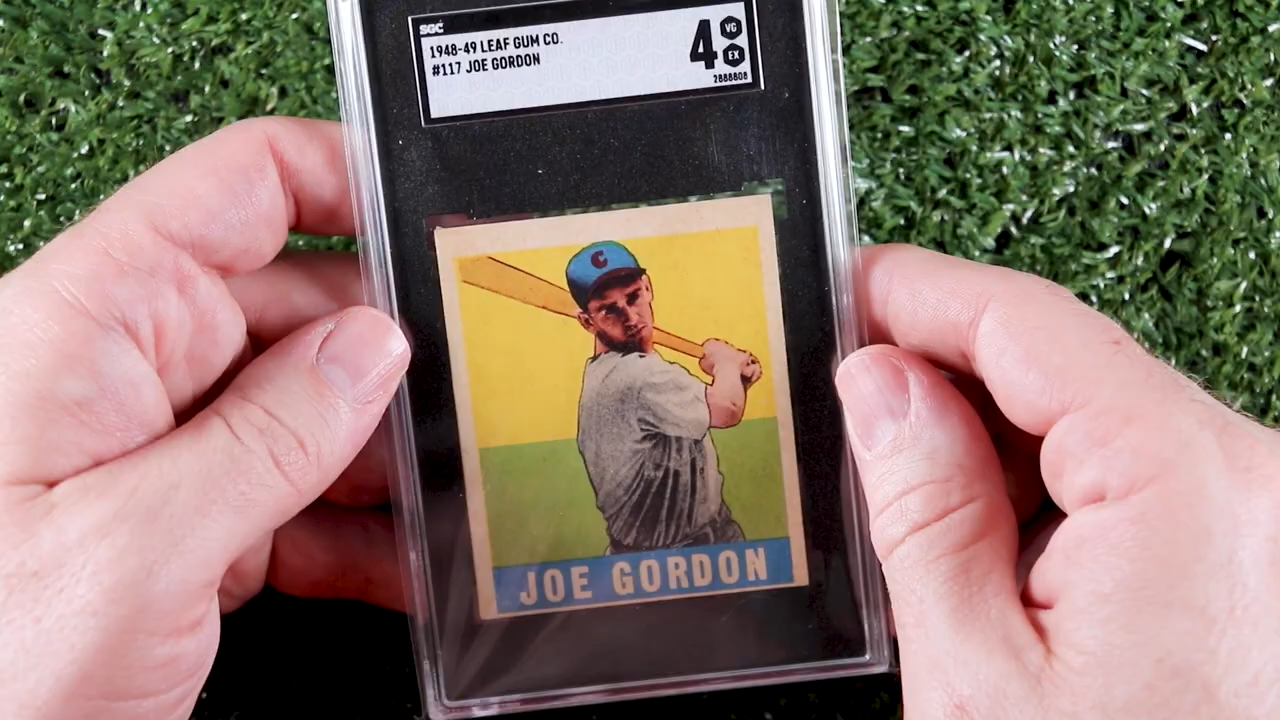 SGC
1948-49 LEAF GUM CO.
#117 JOE GORDON
4
VG
EX
2888808
C
JOE GORDON